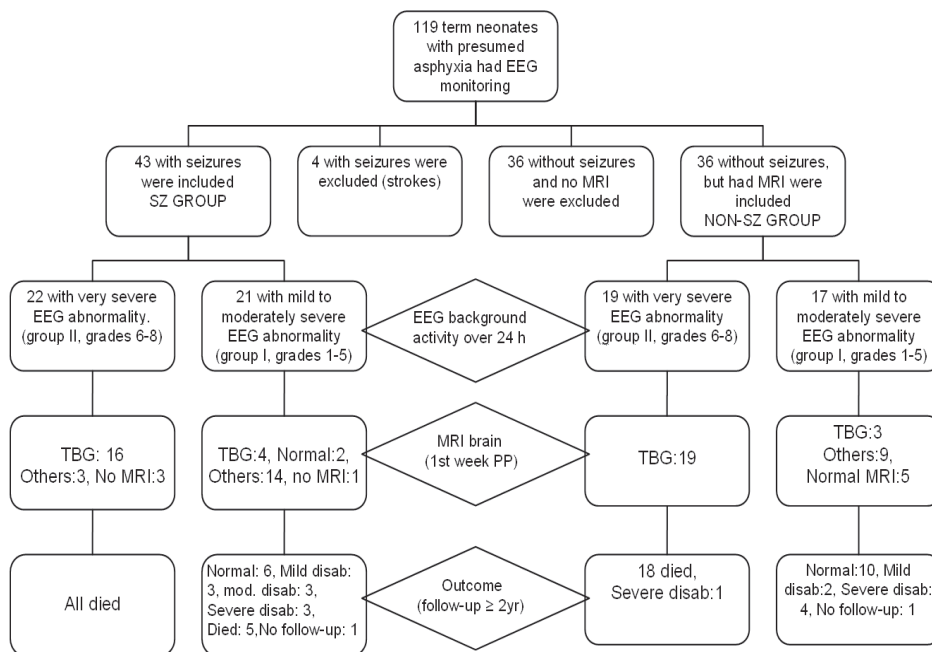 119 term neonates
with presumed
asphyxia had EEG
monitoring
43 with seizures
were included
SZ GROUP
4 with seizures were
excluded (strokes)
36 without seizures
and no MRI
were excluded
36 without seizures,
but had MRI were
included
NON-SZ GROUP
22 with very severe
EEG abnormality.
(group II, grades 6-8)
21 with mild to
moderately severe
EEG abnormality
(group I, grades 1-5)
EEG background
activity over 24 h
19 with very severe
EEG abnormality
(group II, grades 6-8)
17 with mild to
moderately severe
EEG abnormality
(group I, grades 1-5)
TBG: 16
Others:3, No MRI:3
TBG:4, Normal:2,
Others:14, no MRI:1
MRI brain
(1st week PP)
TBG:19
TBG:3
Others:9,
Normal MRI:5
All died
Normal: 6, Mild disab:
3, mod. disab: 3,
Severe disab: 3,
Died: 5,No follow-up: 1
Outcome
(follow-up ≥ 2yr)
18 died,
Severe disab:1
Normal:10, Mild
disab:2, Severe disab:
4, No follow-up: 1